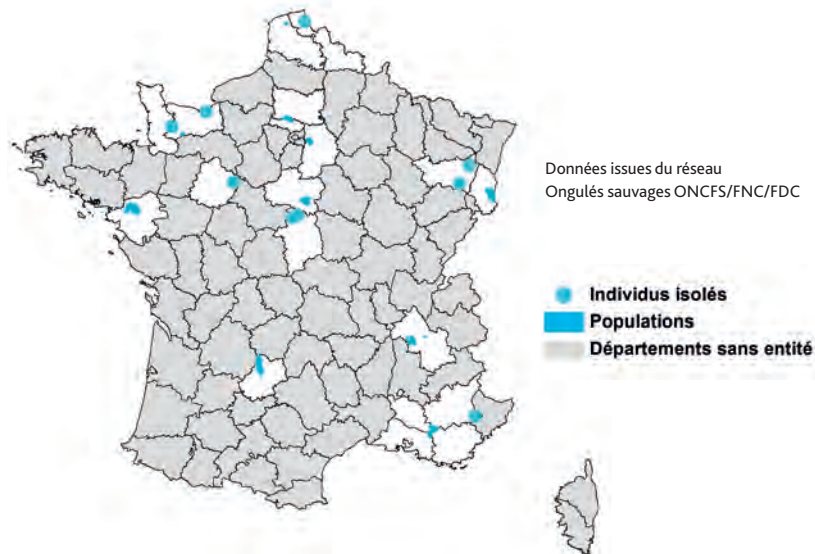 Données issues du réseau
Ongulés sauvages ONCFS/FNC/FDC
Individus isolés
Populations
Départements sans entité